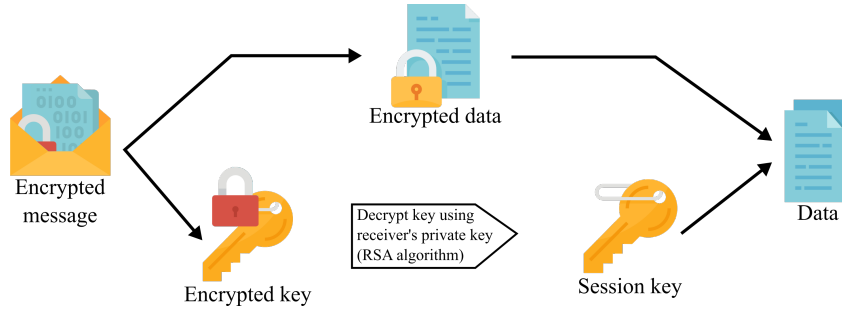 Encrypted
message
Encrypted data
Encrypted key
Decrypt key using
receiver's private key
(RSA algorithm)
Session key
Data